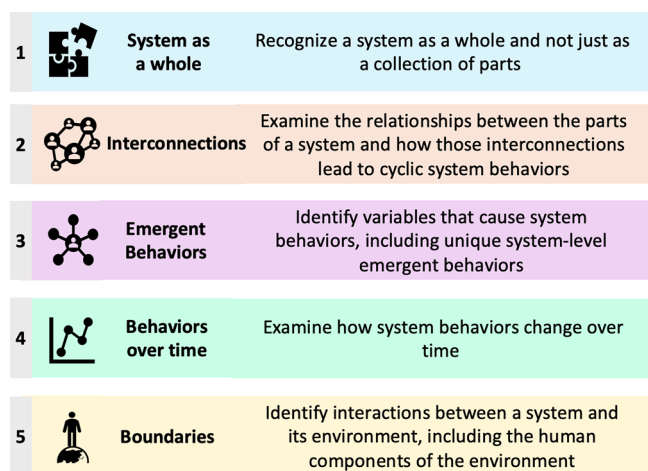 1
System as
a whole
Recognize a system as a whole and not just as
a collection of parts
2
Interconnections
Examine the relationships between the parts
of a system and how those interconnections
lead to cyclic system behaviors
3
Emergent
Behaviors
Identify variables that cause system
behaviors, including unique system-level
emergent behaviors
4
Behaviors
over time
Examine how system behaviors change over
time
5
Boundaries
Identify interactions between a system and
its environment, including the human
components of the environment